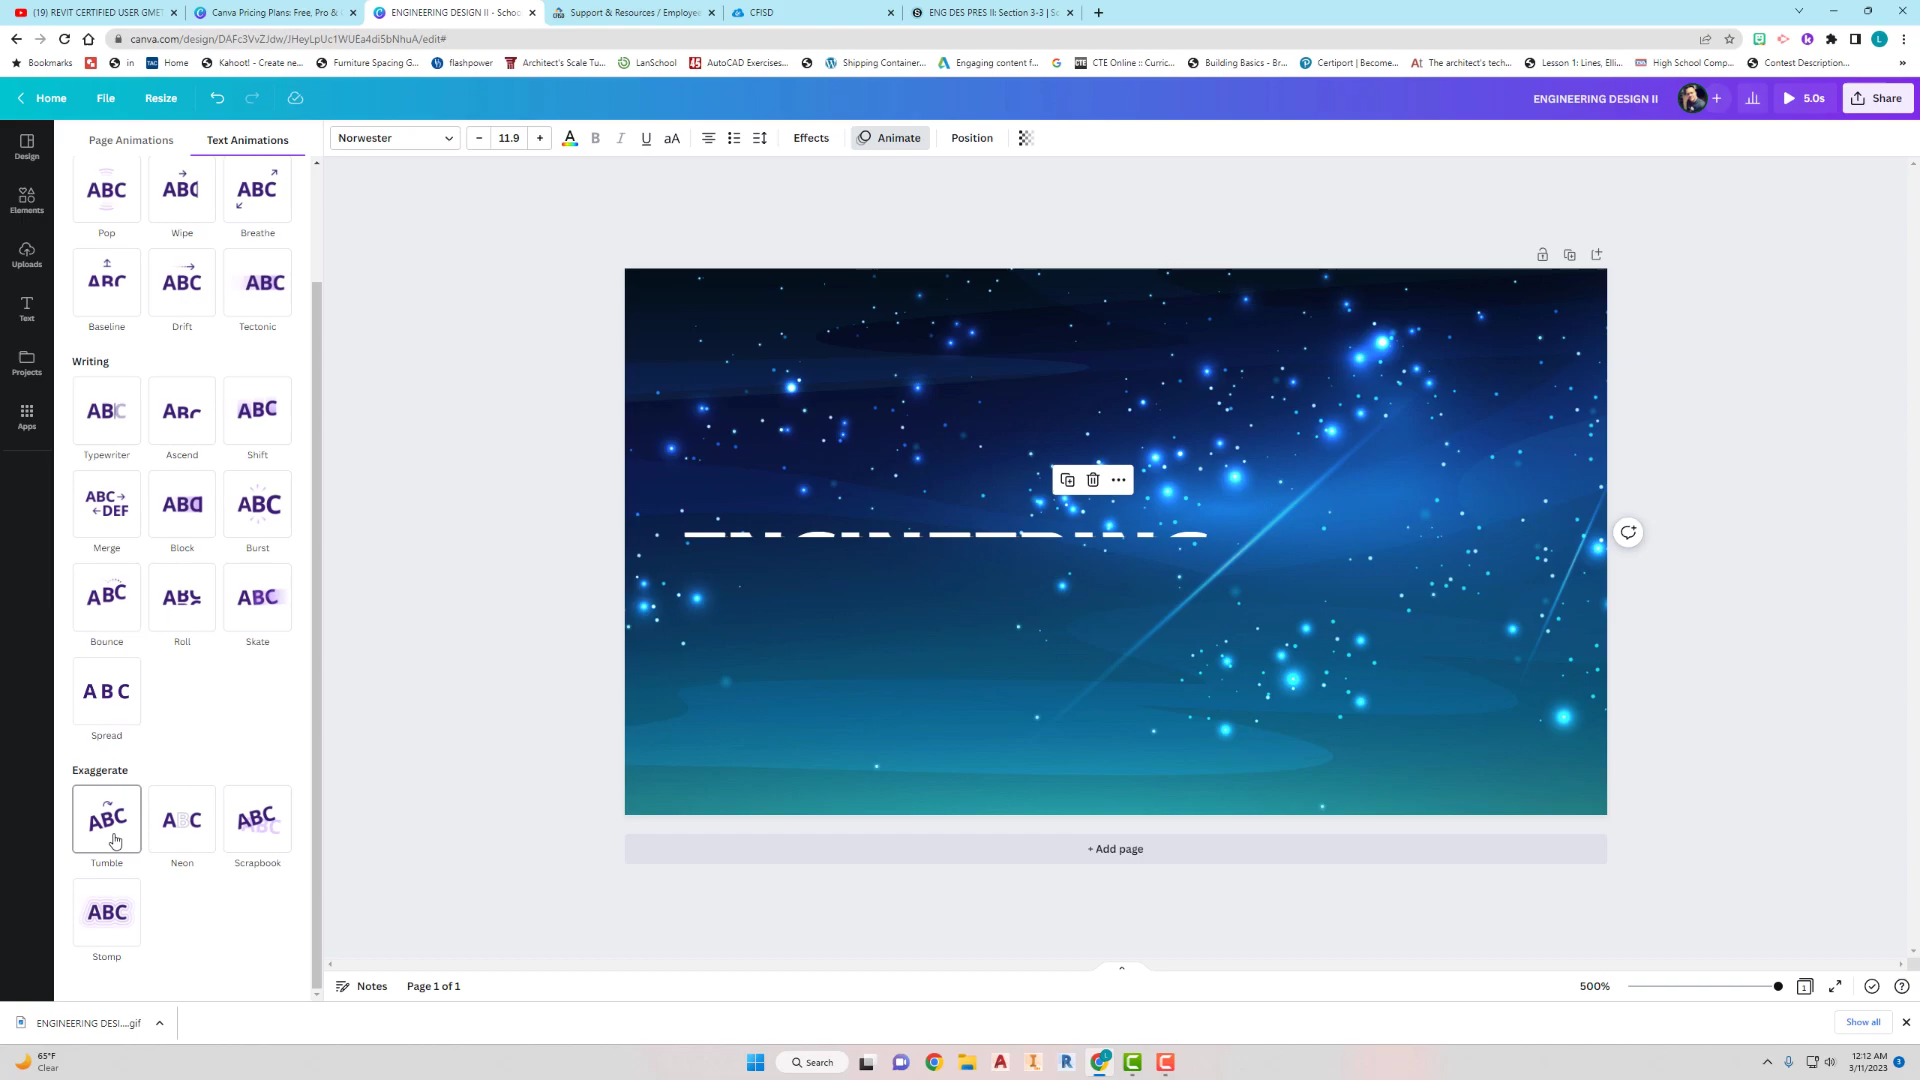 (19) REVIT CERTIFIED USER GMET
Canva Pricing Plans: Free, Pro &
ENGINEERING DESIGN II - Schoo
Support & Resources / Employee
CFISD
ENG DES PRES II: Section 3-3 | Sc
canva.com/design/DAFc3VvZJdw/JHeyLpUc1WUEa4di5bNhuA/edit#
Bookmarks
in
Home
Kahoot! - Create ne...
Furniture Spacing G...
flashpower
Architect's Scale Tu...
LanSchool
AutoCAD Exercises...
Shipping Container...
Engaging content f...
CTE Online :: Curric...
Building Basics - Br...
Certiport | Become...
The architect's tech...
Lesson 1: Lines, Elli...
High School Comp...
Contest Description...
Home
File
Resize
ENGINEERING DESIGN II
5.0s
Share
Page Animations
Text Animations
Norwester
11.9
A
B
I
U
aA
Effects
Animate
Position
Design
Elements
Uploads
Text
Projects
Apps
Pop
Wipe
Breathe
Baseline
Drift
Tectonic
Writing
Typewriter
Ascend
Shift
Merge
Block
Burst
Bounce
Roll
Skate
Spread
Exaggerate
Tumble
Neon
Scrapbook
Stomp
ENGINEERING
+ Add page
Notes
Page 1 of 1
500%
1
ENGINEERING DESI....gif
Show all
65°F
Clear
Search
12:12 AM
3/11/2023
3